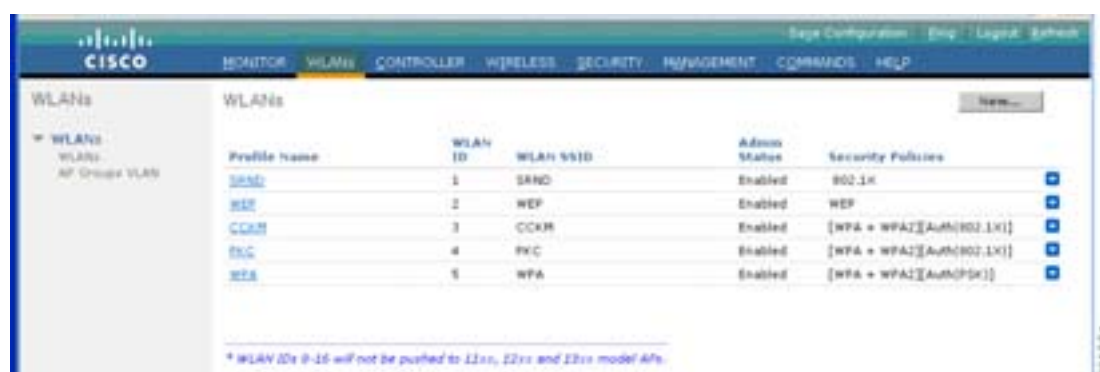 Save Configuration Ping Logout Refresh
CISCO
MONITOR WLANs CONTROLLER WIRELESS SECURITY MANAGEMENT COMMANDS HELP
WLANs
WLANs
WLANs
AP Groups VLAN
WLANs
New...
Profile Name WLAN ID WLAN SSID Admin Status Security Policies
SRND 1 SRND Enabled 802.1X
WEP 2 WEP Enabled WEP
CCKM 3 CCKM Enabled [WPA + WPA2][Auth(802.1X)]
PKC 4 PKC Enabled [WPA + WPA2][Auth(802.1X)]
WPA 5 WPA Enabled [WPA + WPA2][Auth(PSK)]
* WLAN IDs 9-16 will not be pushed to 11xx, 12xx and 13xx model APs.